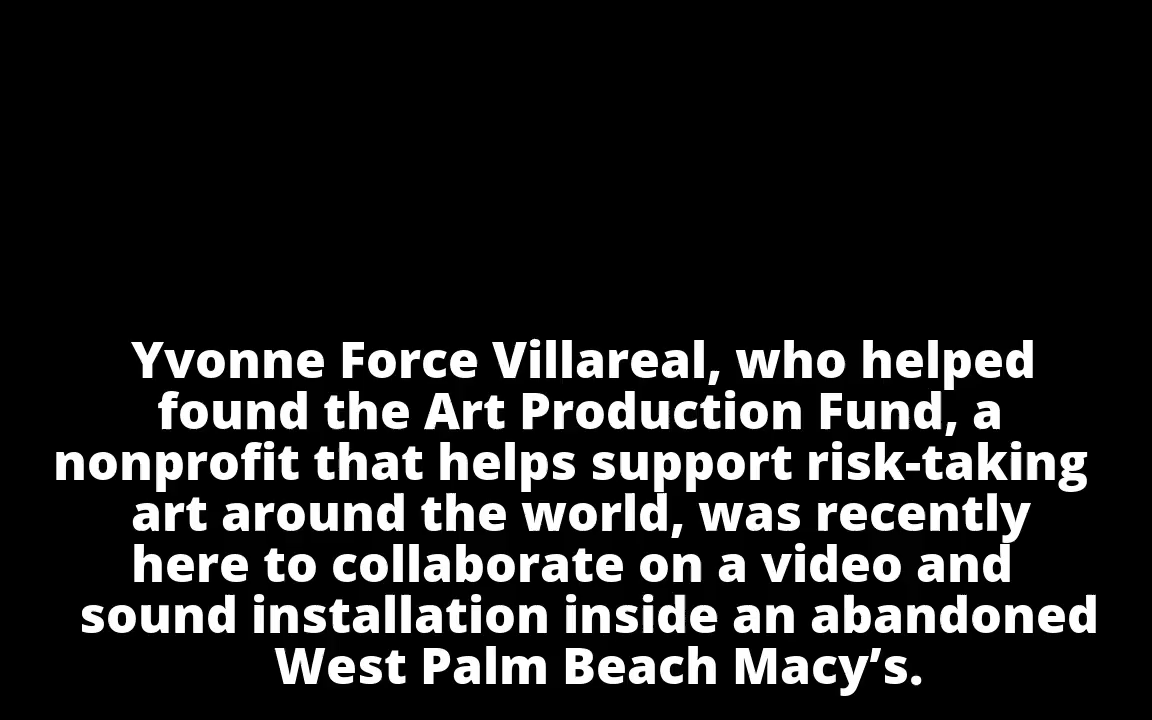 Yvonne Force Villareal, who helped
found the Art Production Fund, a
nonprofit that helps support risk-taking
art around the world, was recently
here to collaborate on a video and
sound installation inside an abandoned
West Palm Beach Macy’s.